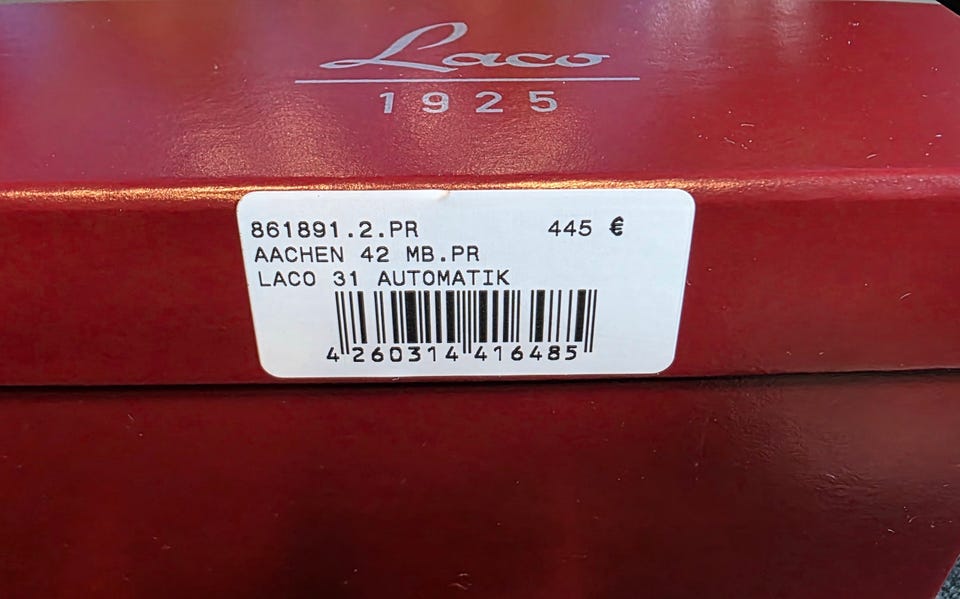 Laco
1925
861891.2.PR 445 €
AACHEN 42 MB.PR
LACO 31 AUTOMATIK
4 260314 416485